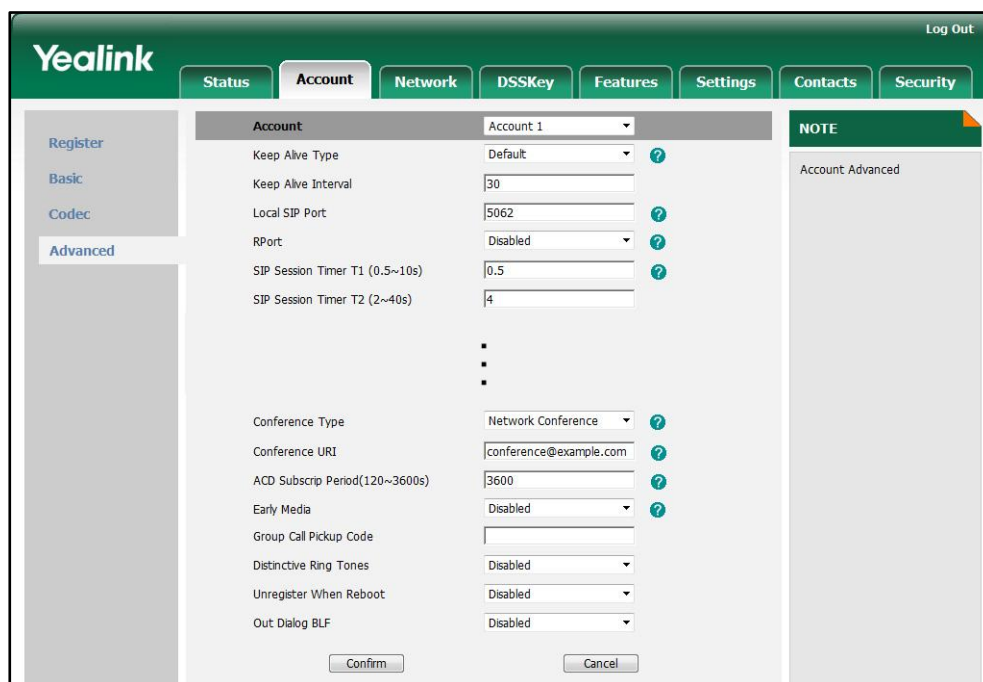 Log Out
Yealink
Status Account Network DSSKey Features Settings Contacts Security
Register
Basic
Codec
Advanced
Account Account 1
Keep Alive Type Default ?
Keep Alive Interval 30
Local SIP Port 5062 ?
RPort Disabled ?
SIP Session Timer T1 (0.5~10s) 0.5 ?
SIP Session Timer T2 (2~40s) 4
Conference Type Network Conference ?
Conference URI conference@example.com ?
ACD Subscrip Period(120~3600s) 3600 ?
Early Media Disabled ?
Group Call Pickup Code
Distinctive Ring Tones Disabled
Unregister When Reboot Disabled
Out Dialog BLF Disabled
Confirm Cancel
NOTE
Account Advanced